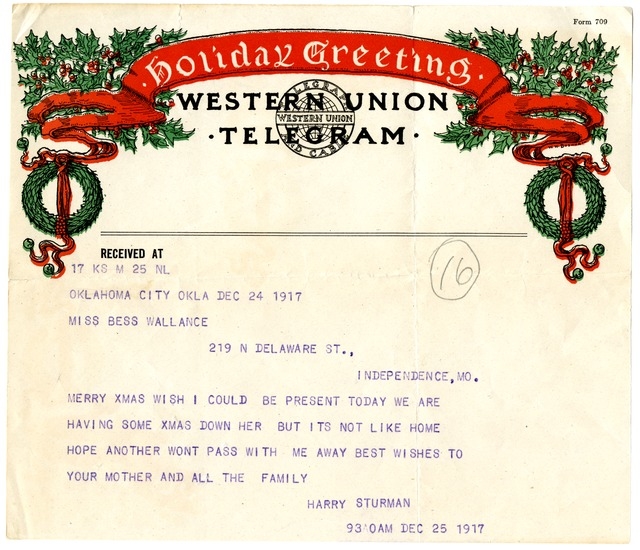 Form 709
Holiday Greeting
WESTERN UNION
TELEGRAM
TELEGRAPH
WESTERN UNION
AND CABLE
RECEIVED AT
17 KS M 25 NL
16
OKLAHOMA CITY OKLA DEC 24 1917
MISS BESS WALLANCE
219 N DELAWARE ST.,
INDEPENDENCE, MO.
MERRY XMAS WISH I COULD BE PRESENT TODAY WE ARE
HAVING SOME XMAS DOWN HER BUT ITS NOT LIKE HOME
HOPE ANOTHER WONT PASS WITH ME AWAY BEST WISHES TO
YOUR MOTHER AND ALL THE FAMILY
HARRY STURMAN
930AM DEC 25 1917